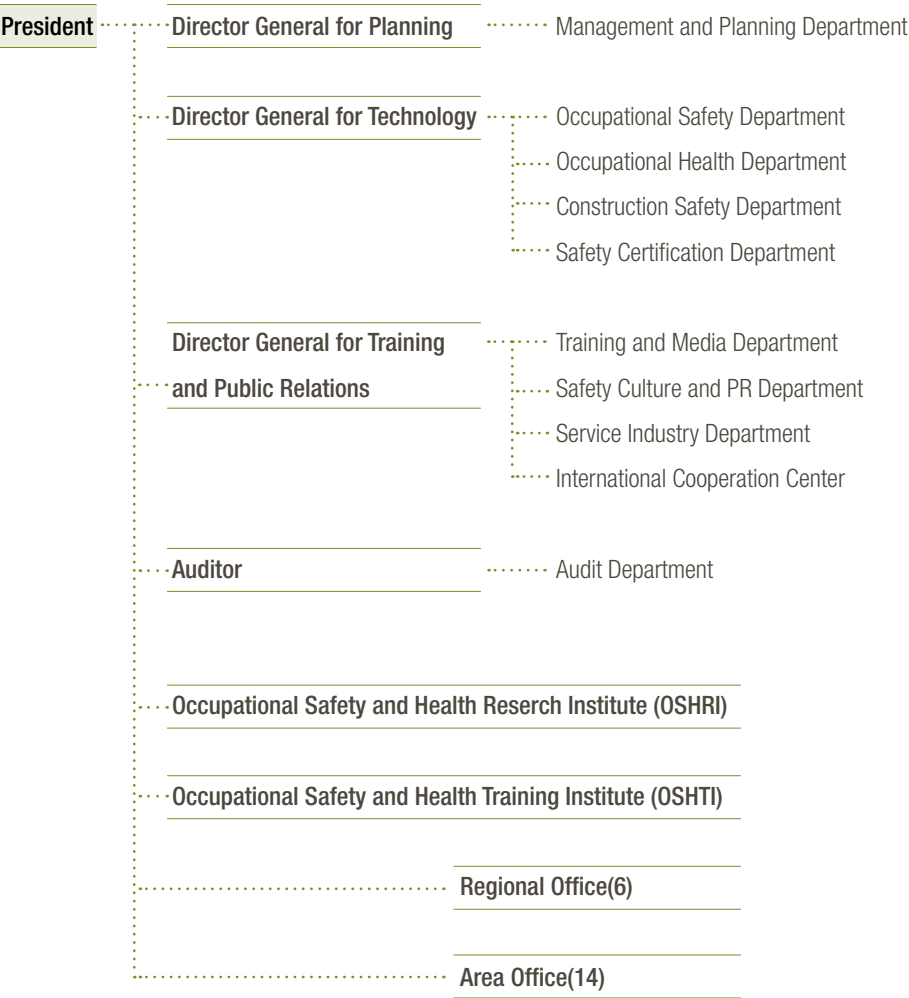 President
Director General for Planning
Management and Planning Department
Director General for Technology
Occupational Safety Department
Occupational Health Department
Construction Safety Department
Safety Certification Department
Director General for Training
and Public Relations
Training and Media Department
Safety Culture and PR Department
Service Industry Department
International Cooperation Center
Auditor
Audit Department
Occupational Safety and Health Reserch Institute (OSHRI)
Occupational Safety and Health Training Institute (OSHTI)
Regional Office(6)
Area Office(14)